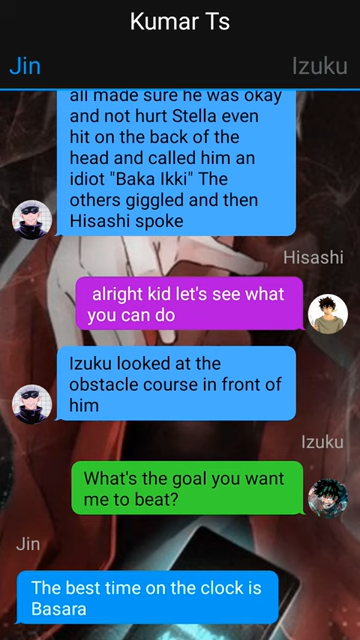 Kumar Ts
Jin
Izuku
all made sure he was okay
and not hurt Stella even
hit on the back of the
head and called him an
idiot "Baka Ikki" The
others giggled and then
Hisashi spoke
Hisashi
alright kid let's see what
you can do
Izuku looked at the
obstacle course in front of
him
Izuku
What's the goal you want
me to beat?
Jin
The best time on the clock is
Basara